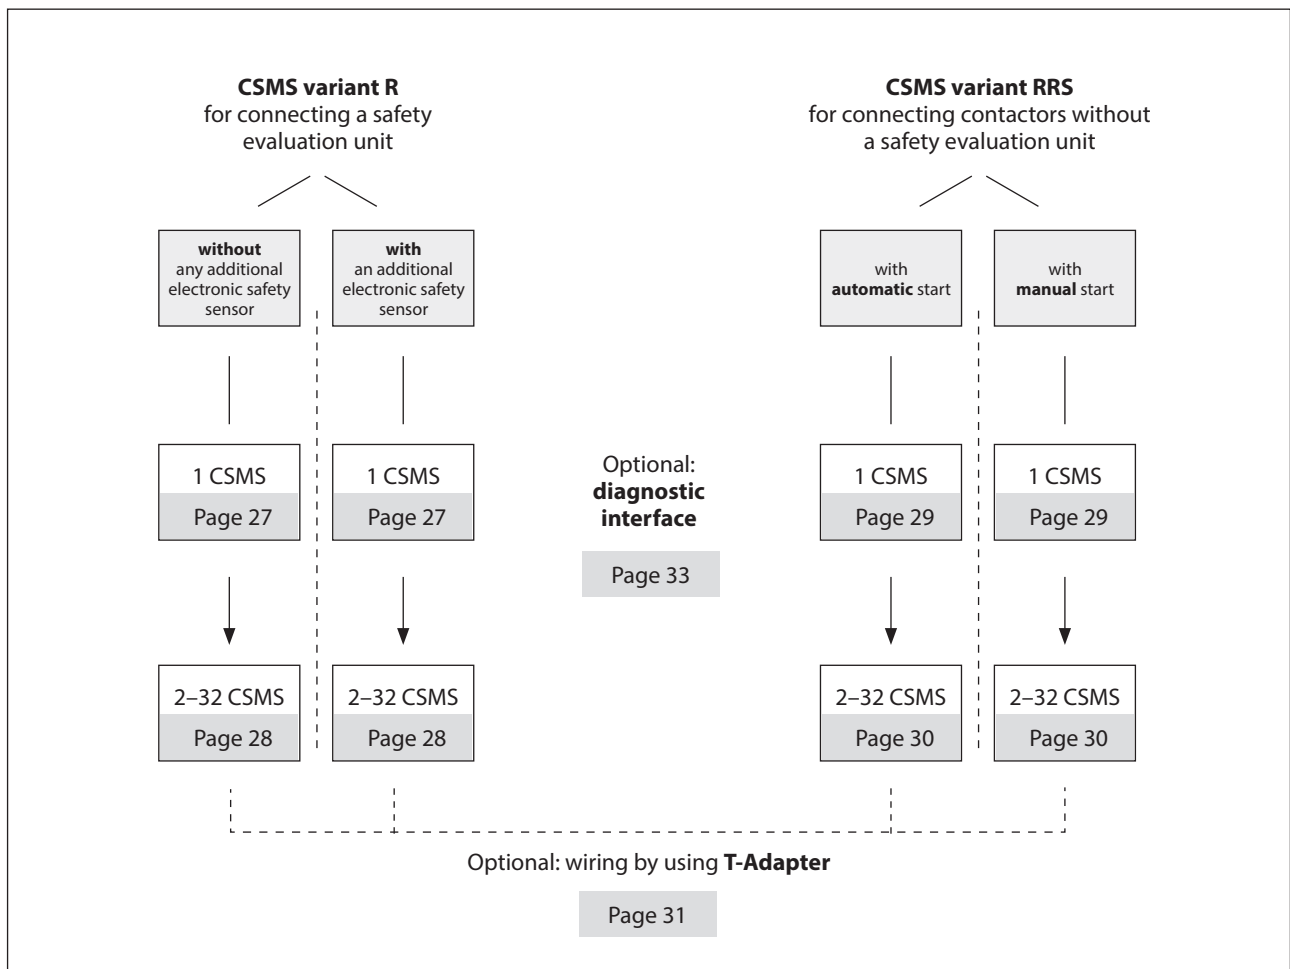 CSMS variant R
for connecting a safety
evaluation unit
CSMS variant RRS
for connecting contactors without
a safety evaluation unit
without
any additional
electronic safety
sensor
with
an additional
electronic safety
sensor
with
automatic start
with
manual start
1 CSMS
Page 27
1 CSMS
Page 27
Optional:
diagnostic
interface
Page 33
1 CSMS
Page 29
1 CSMS
Page 29
2–32 CSMS
Page 28
2–32 CSMS
Page 28
2–32 CSMS
Page 30
2–32 CSMS
Page 30
Optional: wiring by using T-Adapter
Page 31